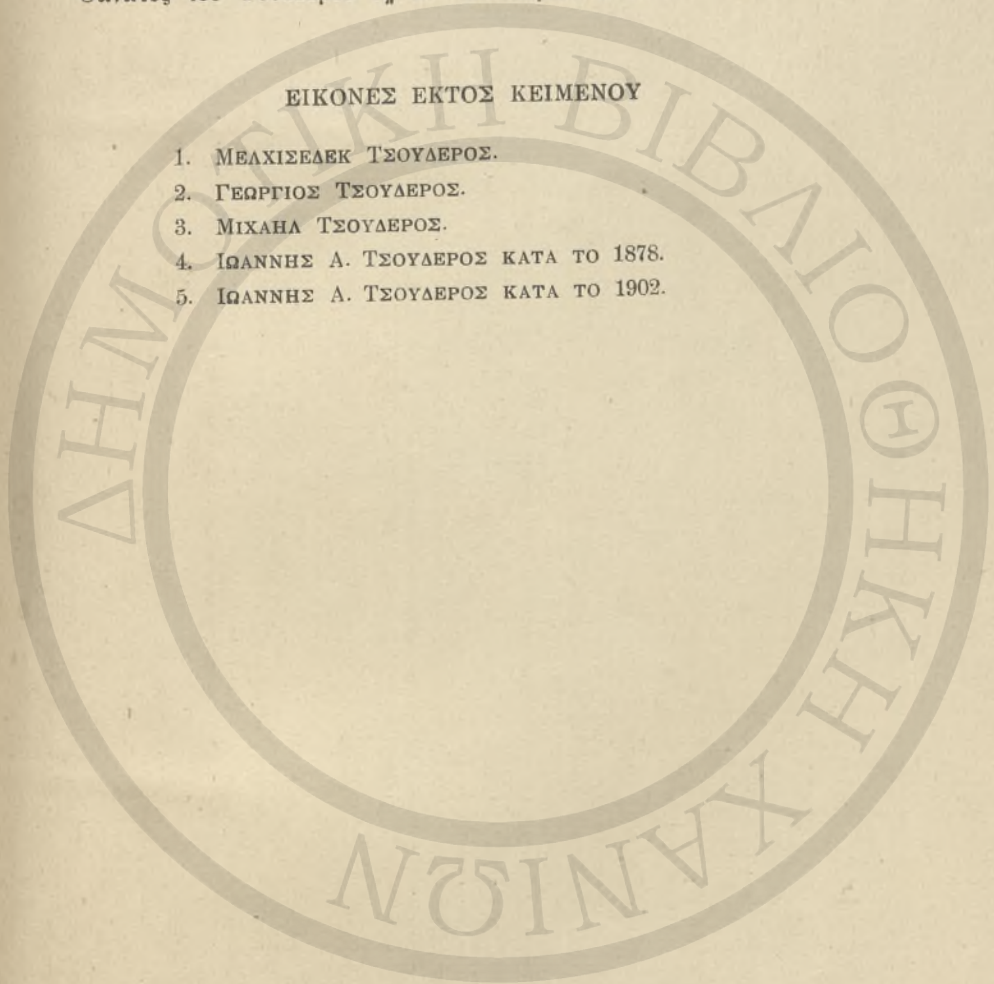 ΕΙΚΟΝΕΣ ΕΚΤΟΣ ΚΕΙΜΕΝΟΥ
1. ΜΕΛΧΙΣΕΔΕΚ ΤΣΟΥΔΕΡΟΣ.
2. ΓΕΩΡΓΙΟΣ ΤΣΟΥΔΕΡΟΣ.
3. ΜΙΧΑΗΛ ΤΣΟΥΔΕΡΟΣ.
4. ΙΩΑΝΝΗΣ Α. ΤΣΟΥΔΕΡΟΣ ΚΑΤΑ ΤΟ 1878.
5. ΙΩΑΝΝΗΣ Α. ΤΣΟΥΔΕΡΟΣ ΚΑΤΑ ΤΟ 1902.
ΔΗΜΟΤΙΚΗ ΒΙΒΛΙΟΘΗΚΗ ΧΑΝΙΩΝ